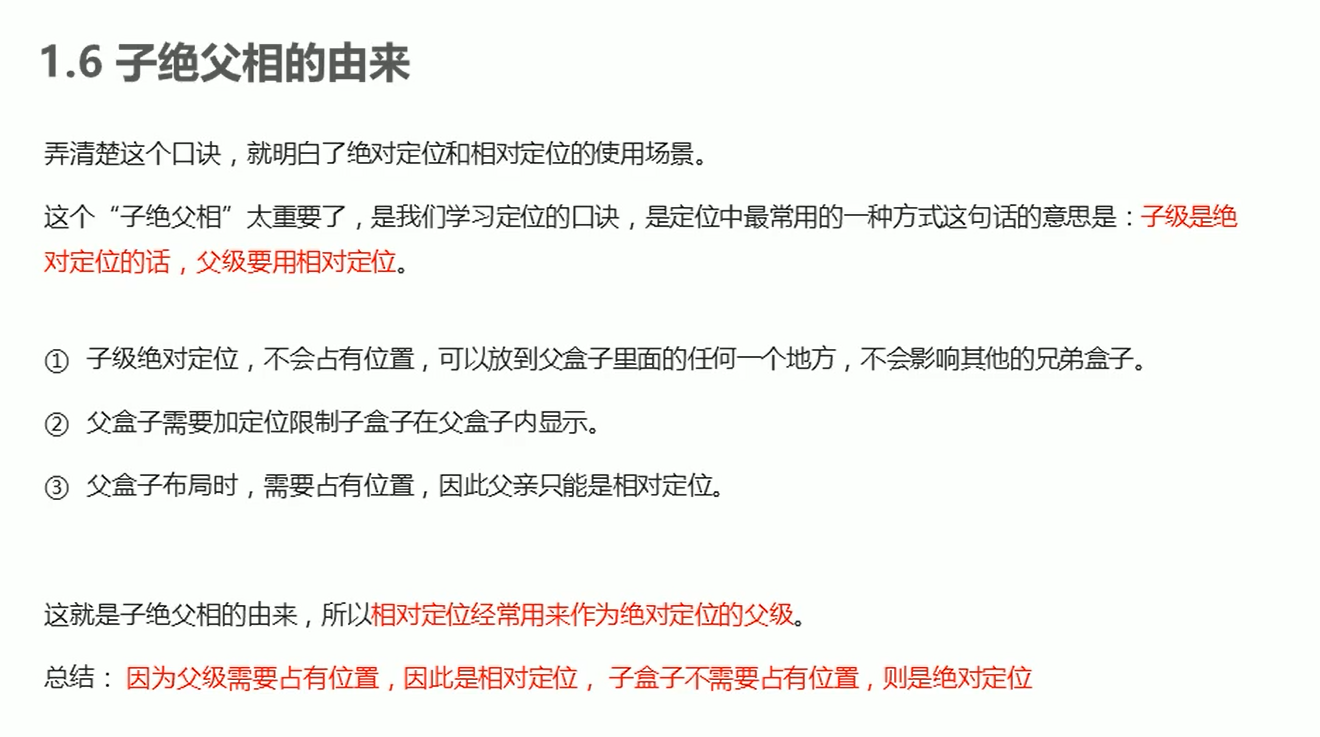 1.6 子绝父相的由来
弄清楚这个口诀，就明白了绝对定位和相对定位的使用场景。
这个“子绝父相”太重要了，是我们学习定位的口诀，是定位中最常用的一种方式这句话的意思是：子级是绝
对定位的话，父级要用相对定位。
① 子级绝对定位，不会占有位置，可以放到父盒子里面的任何一个地方，不会影响其他的兄弟盒子。
② 父盒子需要加定位限制子盒子在父盒子内显示。
③ 父盒子布局时，需要占有位置，因此父亲只能是相对定位。
这就是子绝父相的由来，所以相对定位经常用来作为绝对定位的父级。
总结： 因为父级需要占有位置，因此是相对定位， 子盒子不需要占有位置，则是绝对定位